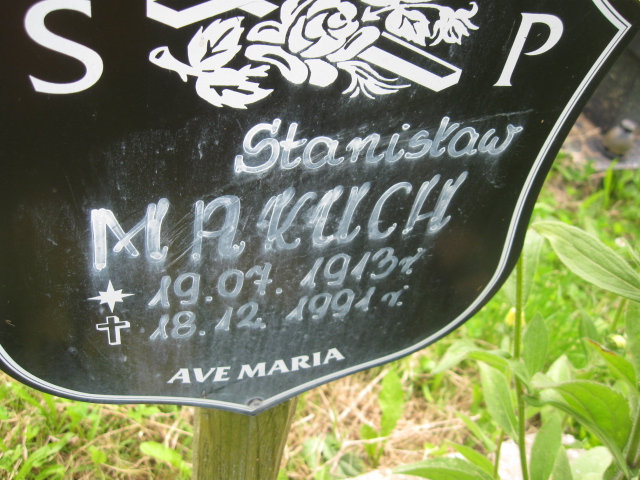 S P
Stanisław
MAKUCH
19.07. 1913 r.
18.12. 1991 r.
AVE MARIA